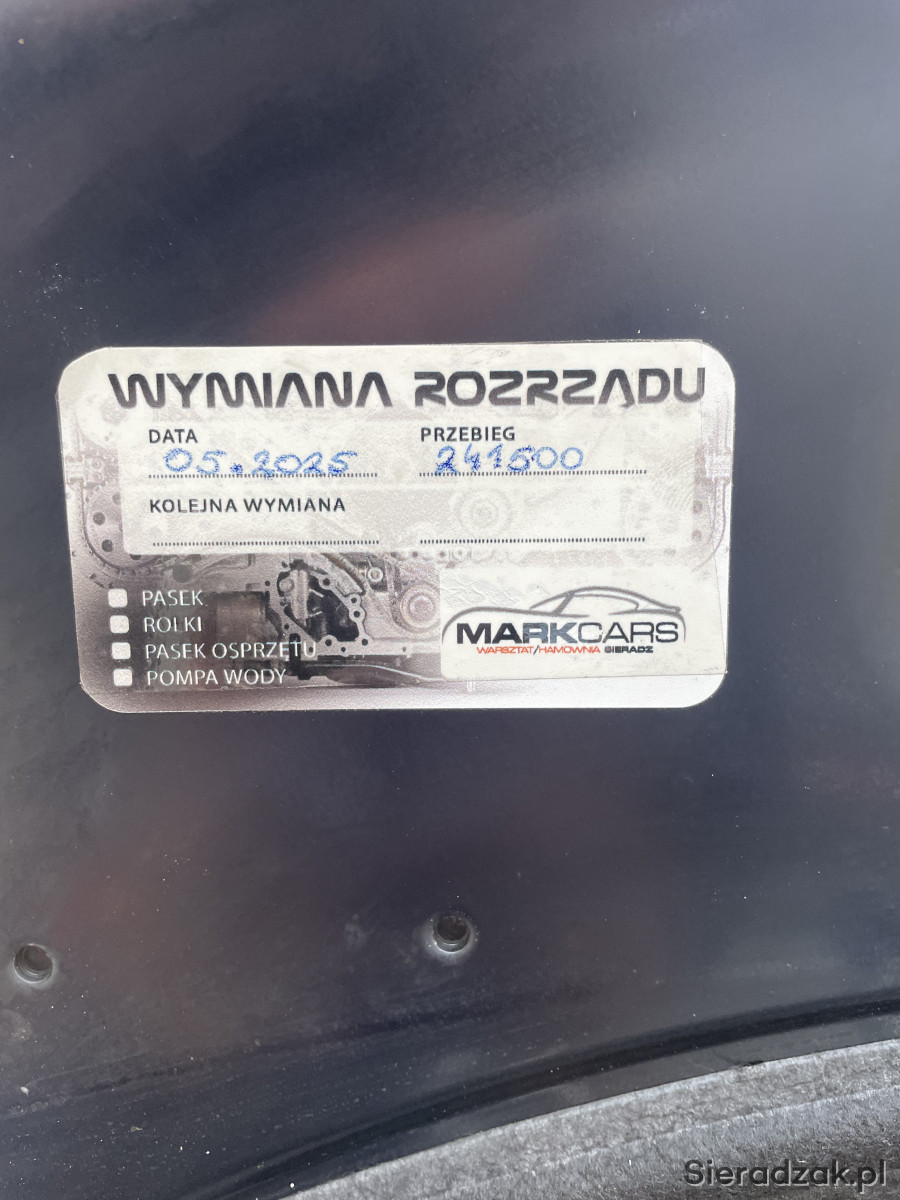 WYMIANA ROZRZĄDU
DATA PRZEBIEG
05.2025 241500
KOLEJNA WYMIANA
PASEK
ROLKI
PASEK OSPRZĘTU
POMPA WODY
MARKCARS
WARSZTAT/HAMOWNIA SIERADZ
Sieradzak.pl